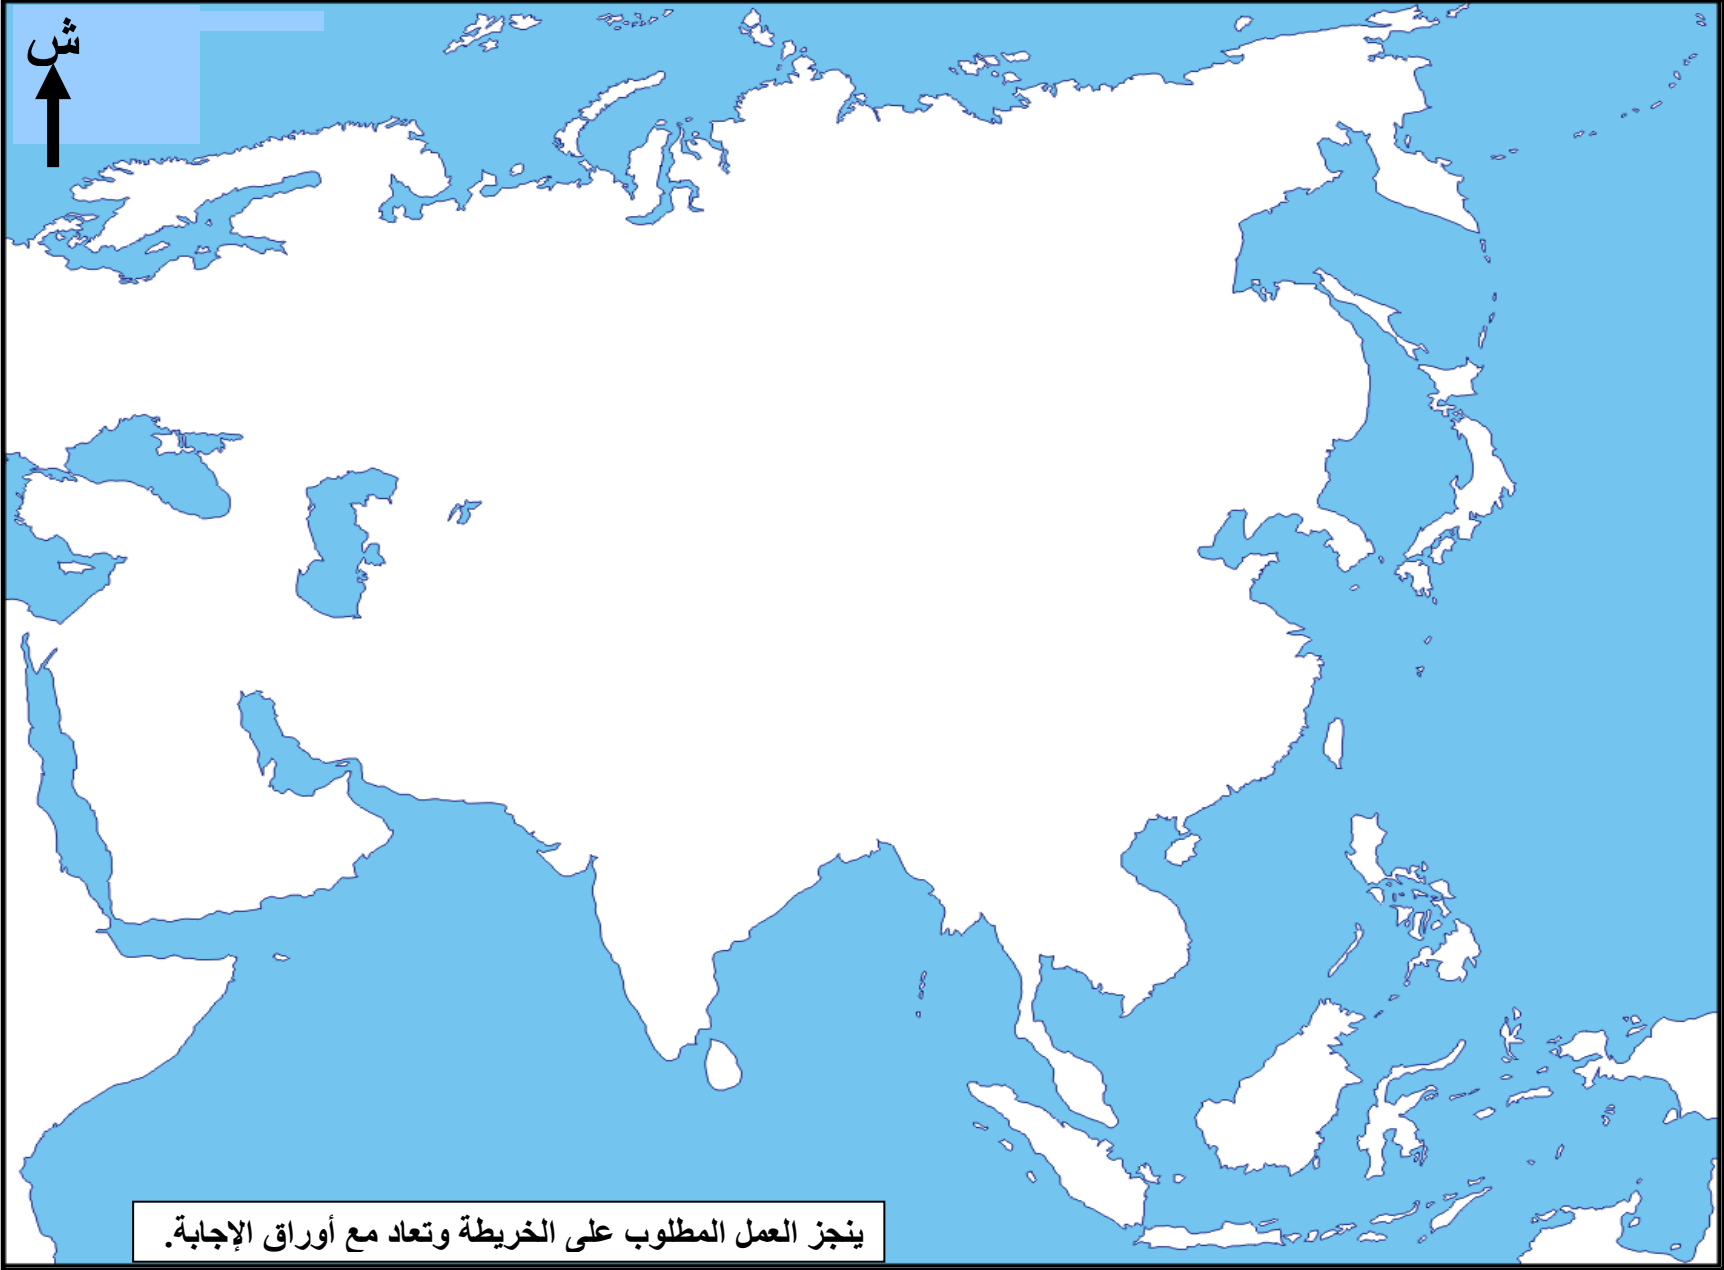 ش
ينجز العمل المطلوب على الخريطة وتعاد مع أوراق الإجابة.